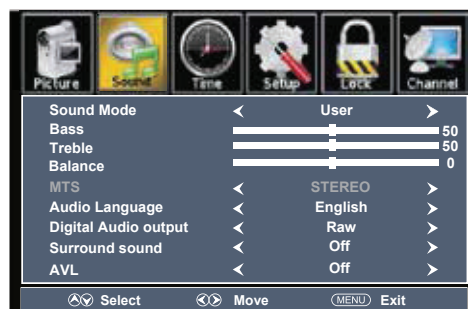 Picture Sound Time Setup Lock Channel
Sound Mode User
Bass 50
Treble 50
Balance 0
MTS STEREO
Audio Language English
Digital Audio output Raw
Surround sound Off
AVL Off
Select Move MENU Exit